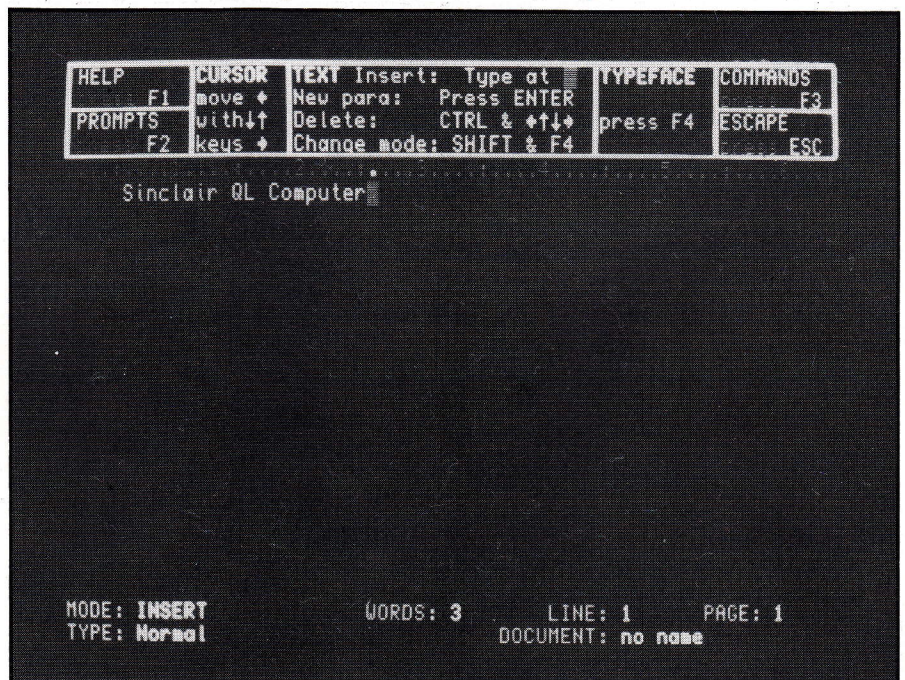 HELP
F1
PROMPTS
F2
CURSOR
move ←
with↓↑
keys →
TEXT Insert: Type at
New para: Press ENTER
Delete: CTRL & ←↑↓→
Change mode: SHIFT & F4
TYPEFACE
press F4
COMMANDS
F3
ESCAPE
ESC
Sinclair QL Computer
MODE: INSERT WORDS: 3 LINE: 1 PAGE: 1
TYPE: Normal DOCUMENT: no name